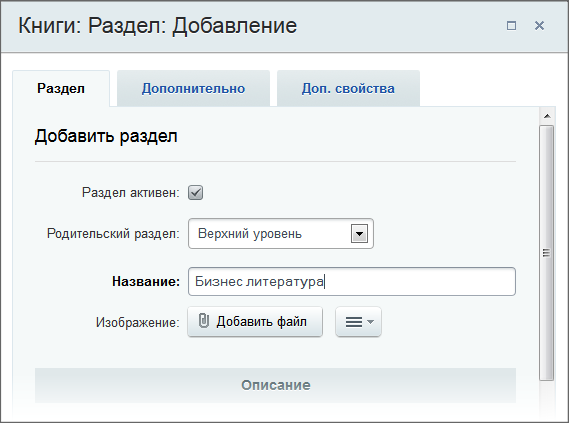 Книги: Раздел: Добавление
Раздел Дополнительно Доп. свойства
Добавить раздел
Раздел активен:
Родительский раздел: Верхний уровень
Название: Бизнес литература
Изображение: Добавить файл
Описание